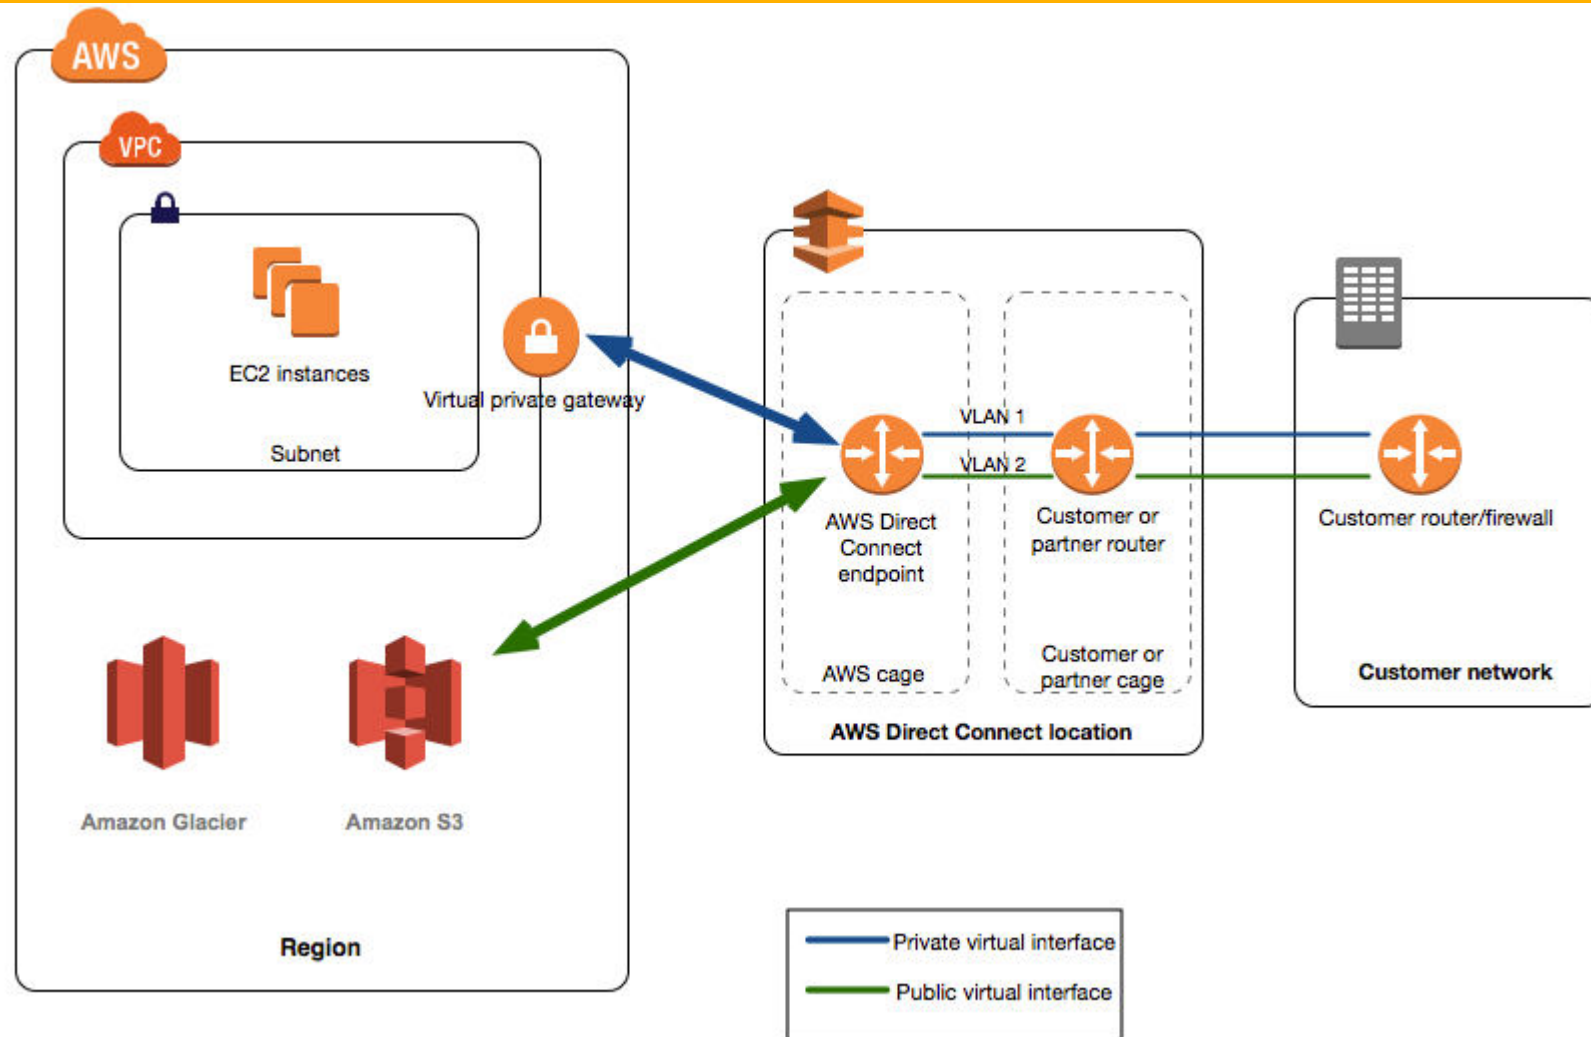 AWS
VPC
EC2 instances
Virtual private gateway
Subnet
Amazon Glacier
Amazon S3
Region
VLAN 1
VLAN 2
AWS Direct
Connect
endpoint
AWS cage
Customer or
partner router
Customer or
partner cage
AWS Direct Connect location
Customer router/firewall
Customer network
Private virtual interface
Public virtual interface